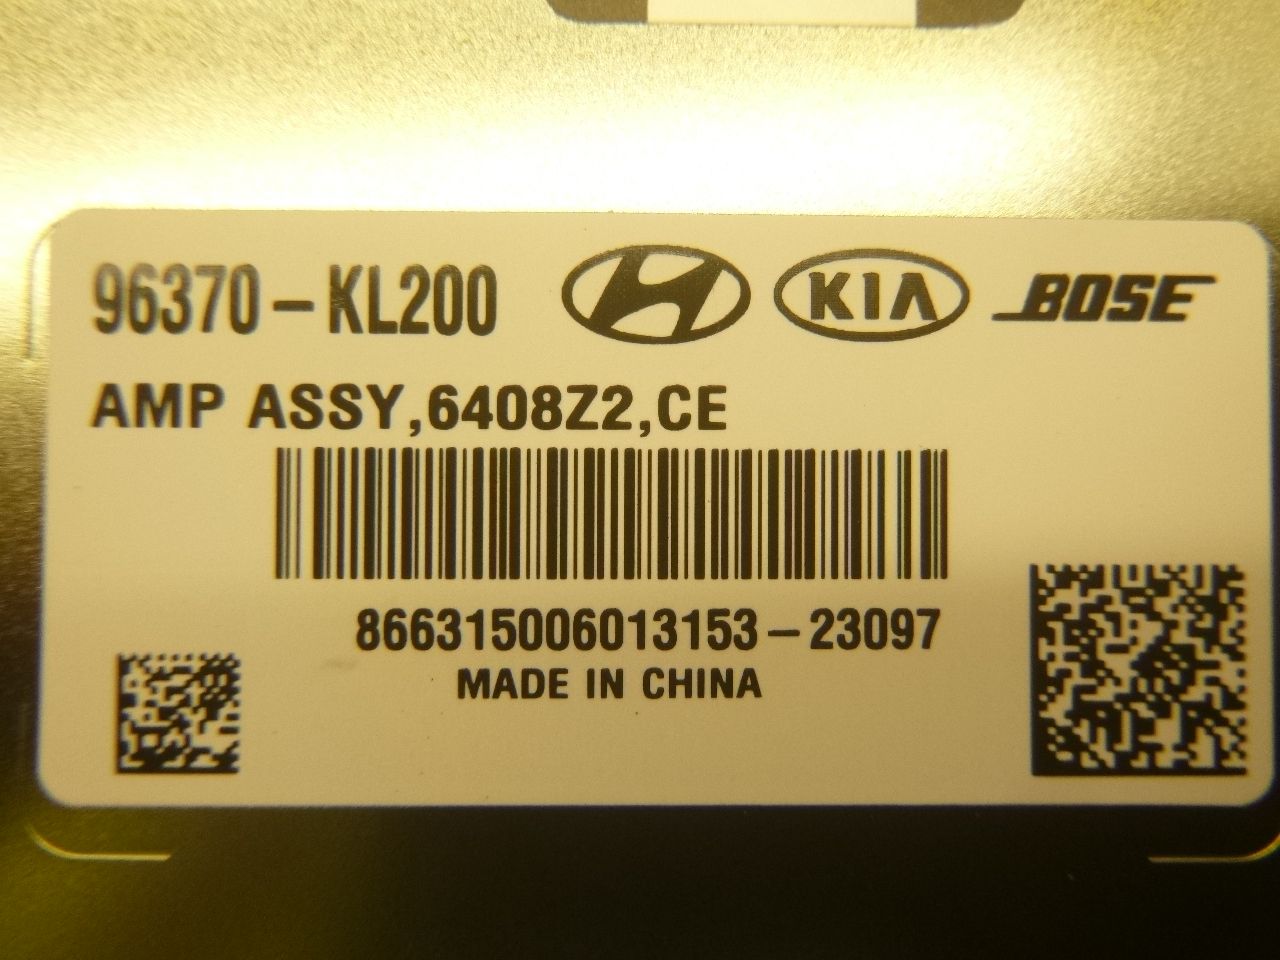 96370-KL200 KIA BOSE
AMP ASSY,6408Z2,CE
866315006013153-23097
MADE IN CHINA